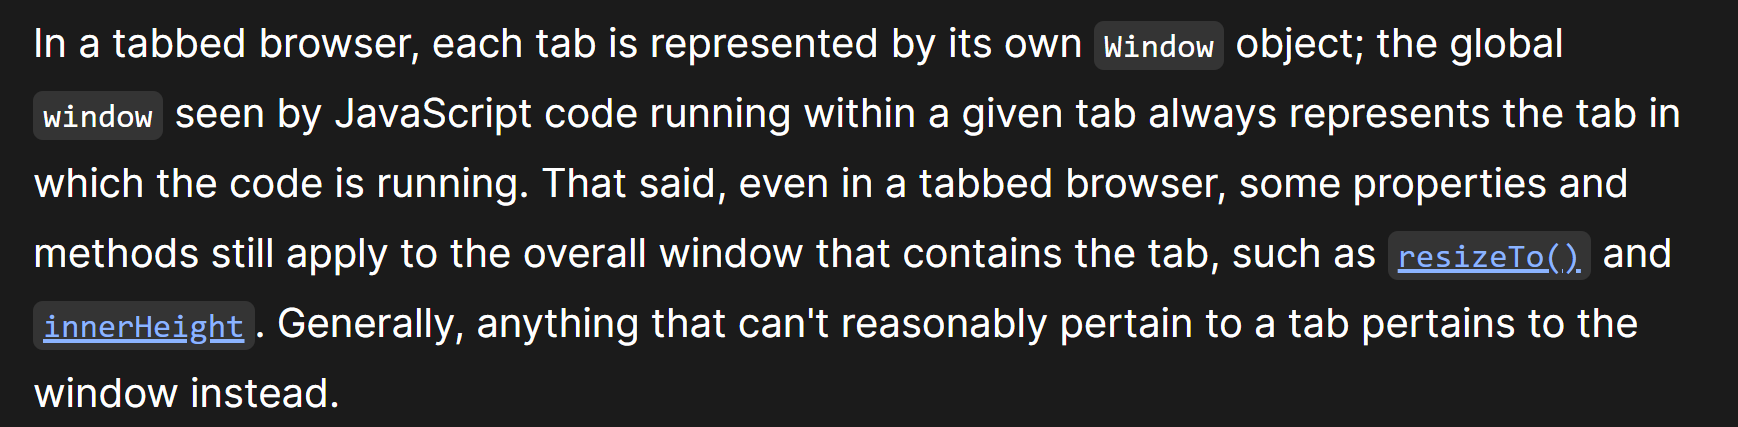 In a tabbed browser, each tab is represented by its own Window object; the global
window seen by JavaScript code running within a given tab always represents the tab in
which the code is running. That said, even in a tabbed browser, some properties and
methods still apply to the overall window that contains the tab, such as resizeTo() and
innerHeight. Generally, anything that can't reasonably pertain to a tab pertains to the
window instead.